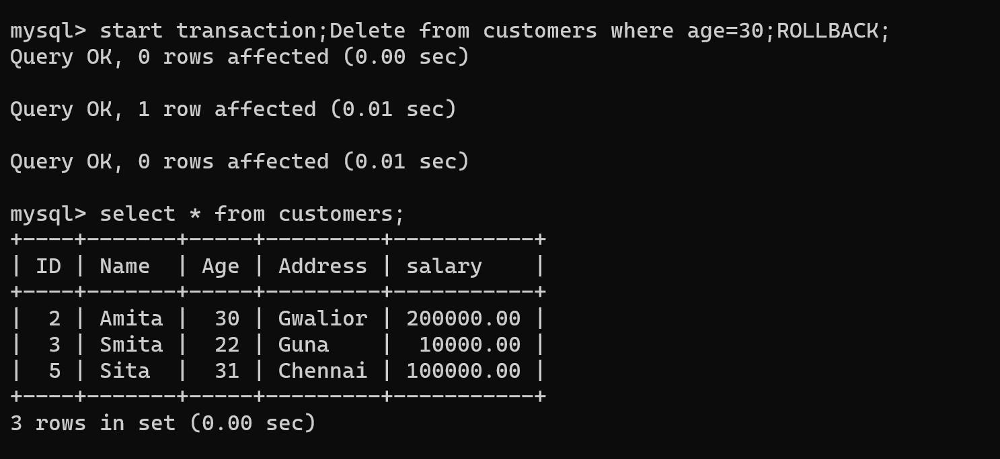 mysql> start transaction;Delete from customers where age=30;ROLLBACK;
Query OK, 0 rows affected (0.00 sec)

Query OK, 1 row affected (0.01 sec)

Query OK, 0 rows affected (0.01 sec)

mysql> select * from customers;
+----+-------+-----+---------+-----------+
| ID | Name  | Age | Address | salary    |
+----+-------+-----+---------+-----------+
|  2 | Amita |  30 | Gwalior | 200000.00 |
|  3 | Smita |  22 | Guna    |  10000.00 |
|  5 | Sita  |  31 | Chennai | 100000.00 |
+----+-------+-----+---------+-----------+
3 rows in set (0.00 sec)